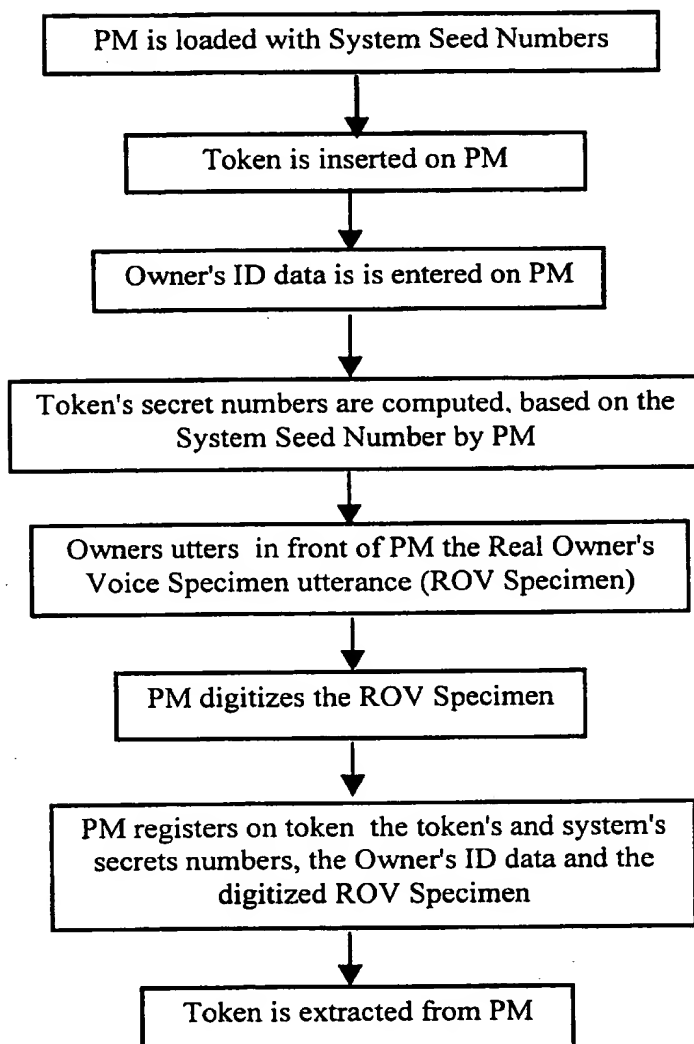 PM is loaded with System Seed Numbers
Token is inserted on PM
Owner's ID data is is entered on PM
Token's secret numbers are computed, based on the
System Seed Number by PM
Owners utters in front of PM the Real Owner's
Voice Specimen utterance (ROV Specimen)
PM digitizes the ROV Specimen
PM registers on token the token's and system's
secrets numbers, the Owner's ID data and the
digitized ROV Specimen
Token is extracted from PM